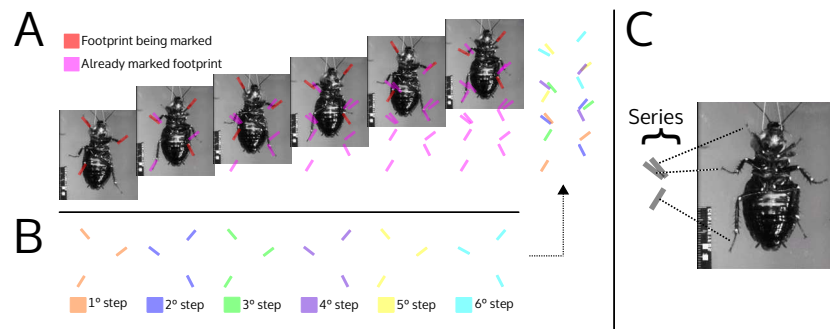 A
Footprint being marked
Already marked footprint
B
1º step
2º step
3º step
4º step
5º step
6º step
C
Series